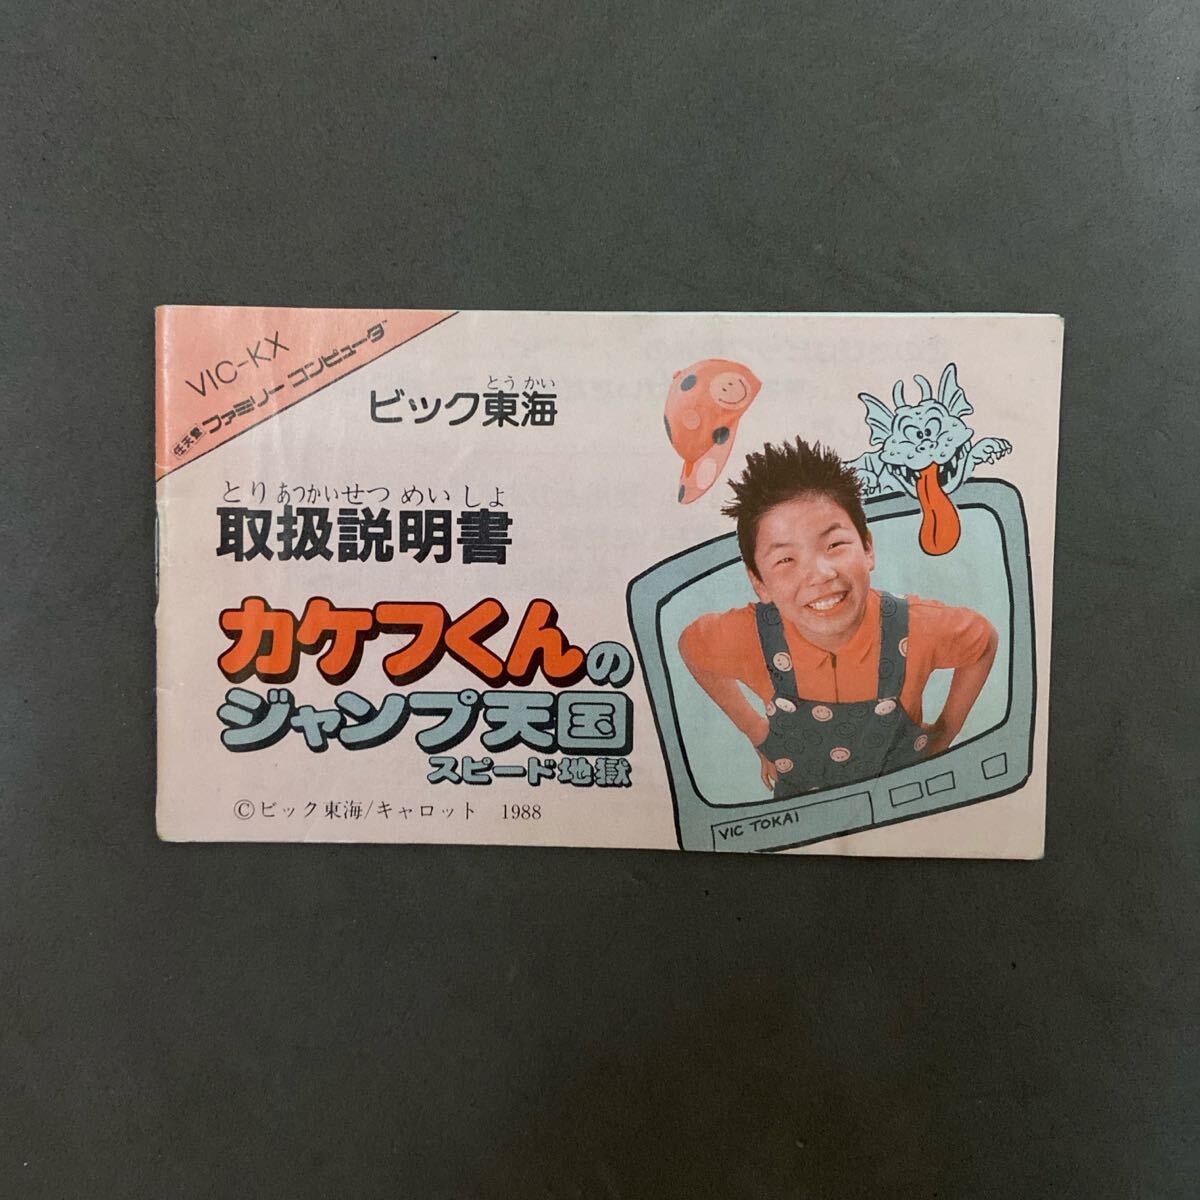 VIC-KX
任天堂 ファミリーコンピュータ™
とうかい
ビック東海
とりあつかいせつめいしょ
取扱説明書
カケフくんの
ジャンプ天国
スピード地獄
©ビック東海/キャロット 1988
VIC TOKAI